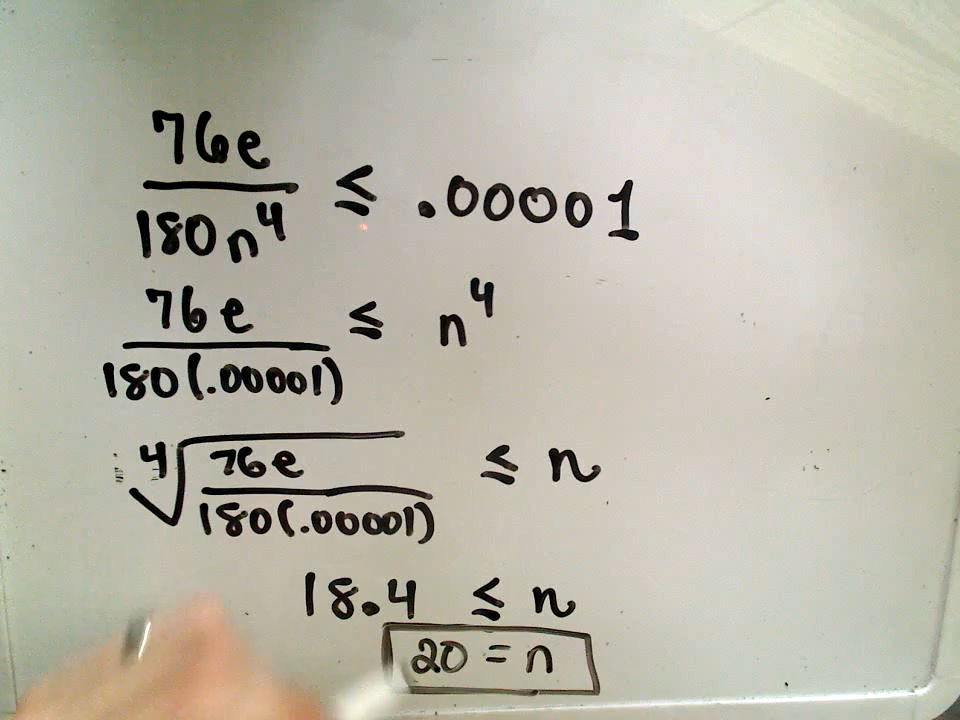 76e / 180n⁴ ≤ .00001
76e / 180(.00001) ≤ n⁴
⁴√(76e / 180(.00001)) ≤ n
18.4 ≤ n
20 = n